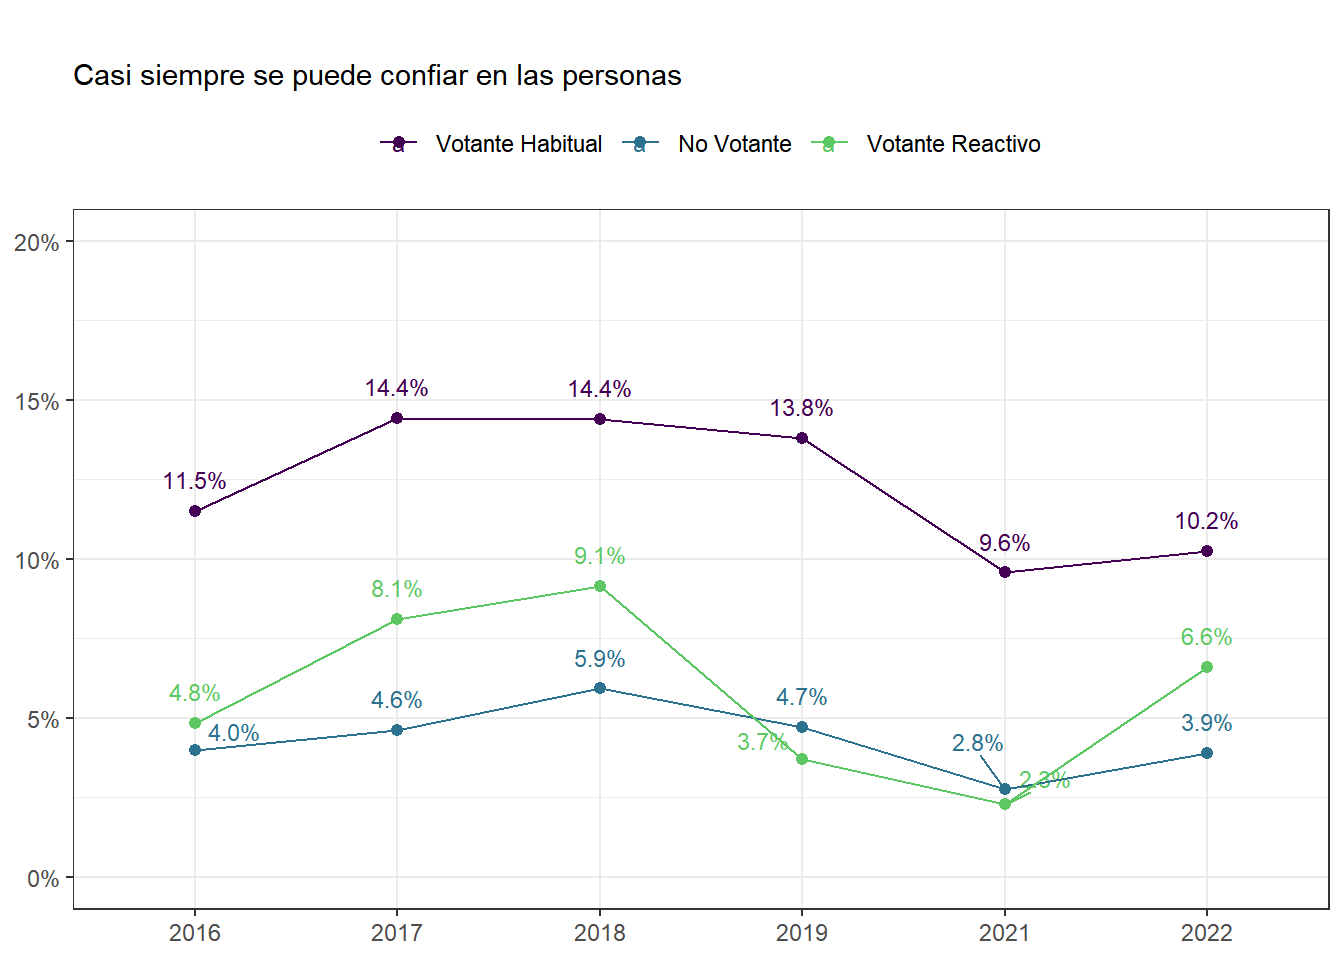 Casi siempre se puede confiar en las personas
a Votante Habitual a No Votante a Votante Reactivo
20%
15%
10%
5%
0%
14.4% 14.4% 13.8%
11.5% 9.6% 10.2%
4.8% 8.1% 9.1% 3.7% 2.3% 6.6%
4.0% 4.6% 5.9% 4.7% 2.8% 3.9%
2016 2017 2018 2019 2021 2022